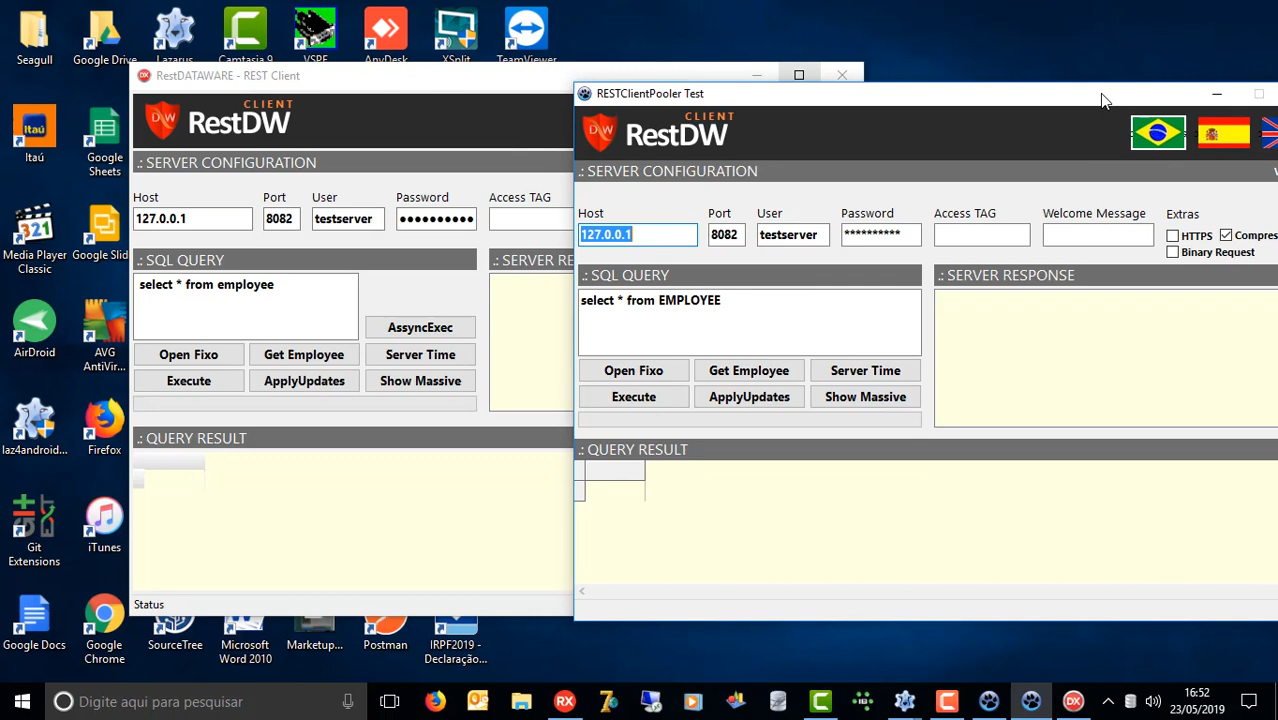 Seagull
Google Drive
Lazarus
Camtasia 9
VSPE
AnyDesk
XSplit
TeamViewer
Itaú
Google
Sheets
Media Player
Classic
Google Slid
AirDroid
AVG
AntiVir...
laz4android...
Firefox
Git
Extensions
iTunes
Google Docs
Google
Chrome
SourceTree
Microsoft
Word 2010
Marketup...
Postman
IRPF2019 -
Declaração...
RestDATAWARE - REST Client
CLIENT
RestDW
.: SERVER CONFIGURATION
Host Port User Password Access TAG
127.0.0.1 8082 testserver ●●●●●●●●●●
.: SQL QUERY
.: SERVER RE
select * from employee
AssyncExec
Open Fixo Get Employee Server Time
Execute ApplyUpdates Show Massive
.: QUERY RESULT
Status
RESTClientPooler Test
CLIENT
RestDW
.: SERVER CONFIGURATION
Host Port User Password Access TAG Welcome Message Extras
127.0.0.1 8082 testserver **********
HTTPS Compres
Binary Request
.: SQL QUERY
.: SERVER RESPONSE
select * from EMPLOYEE
Open Fixo Get Employee Server Time
Execute ApplyUpdates Show Massive
.: QUERY RESULT
Digite aqui para pesquisar
16:52
23/05/2019